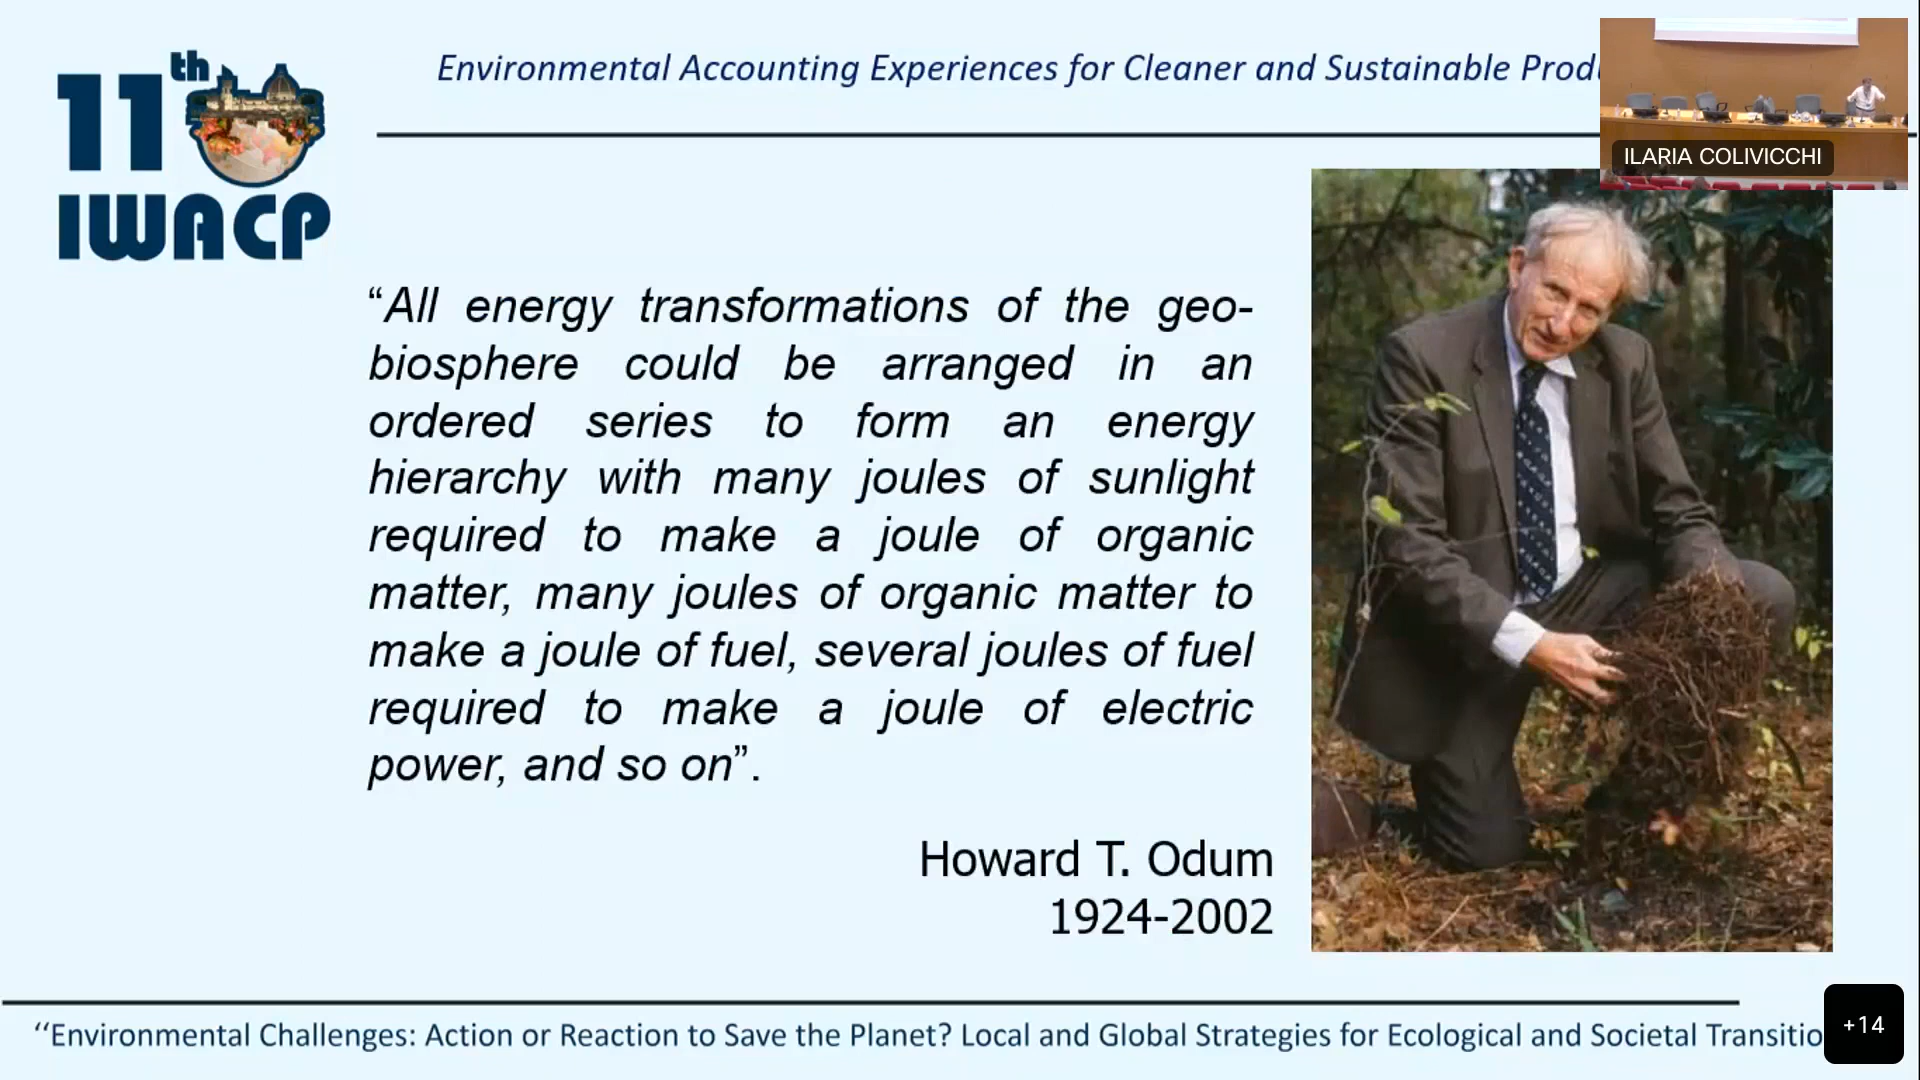 11th
IWACP
Environmental Accounting Experiences for Cleaner and Sustainable Prod
ILARIA COLIVICCHI
“All energy transformations of the geo-
biosphere could be arranged in an
ordered series to form an energy
hierarchy with many joules of sunlight
required to make a joule of organic
matter, many joules of organic matter to
make a joule of fuel, several joules of fuel
required to make a joule of electric
power, and so on”.
Howard T. Odum
1924-2002
“Environmental Challenges: Action or Reaction to Save the Planet? Local and Global Strategies for Ecological and Societal Transitio
+14